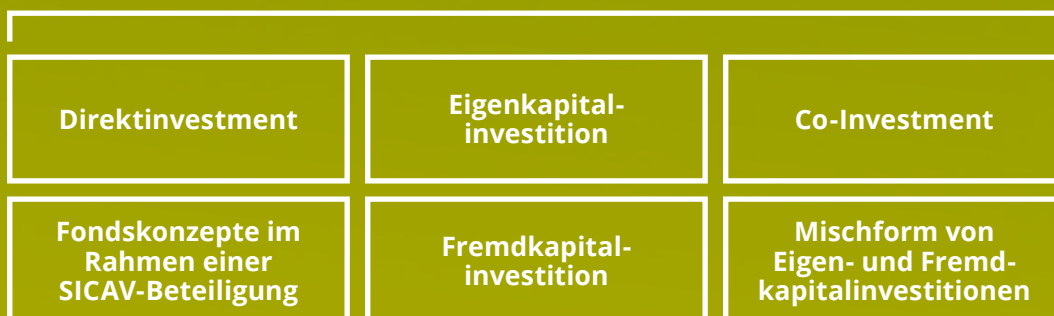 Direktinvestment
Eigenkapital-
investition
Co-Investment
Fondskonzepte im
Rahmen einer
SICAV-Beteiligung
Fremdkapital-
investition
Mischform von
Eigen- und Fremd-
kapitalinvestitionen